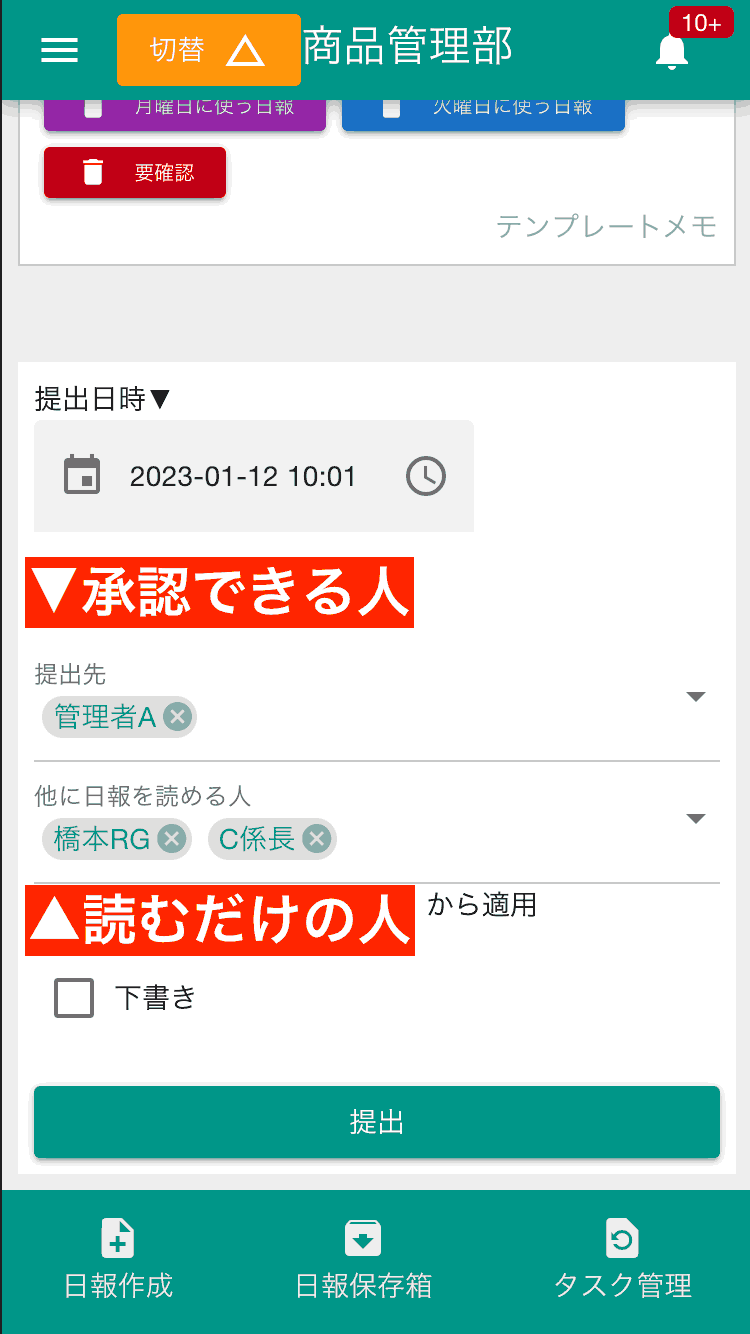 切替 △ 商品管理部 10+
月曜日に使う日報 火曜日に使う日報
要確認
テンプレートメモ
提出日時▼
2023-01-12 10:01
▼承認できる人
提出先
管理者A
他に日報を読める人
橋本RG C係長
▲読むだけの人 から適用
下書き
提出
日報作成 日報保存箱 タスク管理